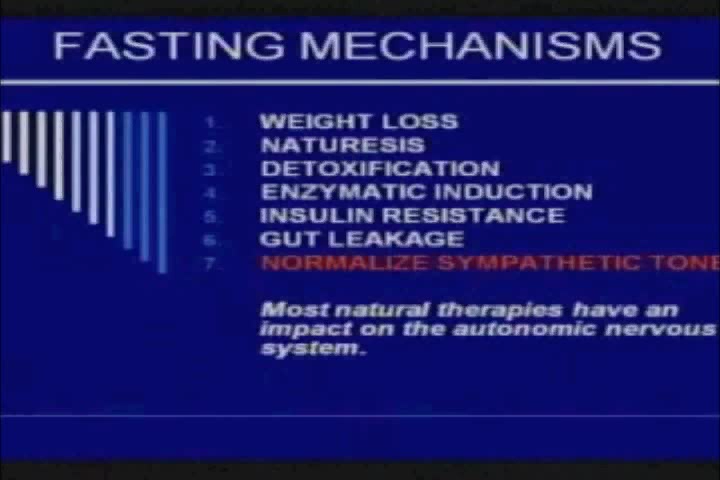 FASTING MECHANISMS
1. WEIGHT LOSS
2. NATURESIS
3. DETOXIFICATION
4. ENZYMATIC INDUCTION
5. INSULIN RESISTANCE
6. GUT LEAKAGE
7. NORMALIZE SYMPATHETIC TONE
Most natural therapies have an
impact on the autonomic nervous
system.